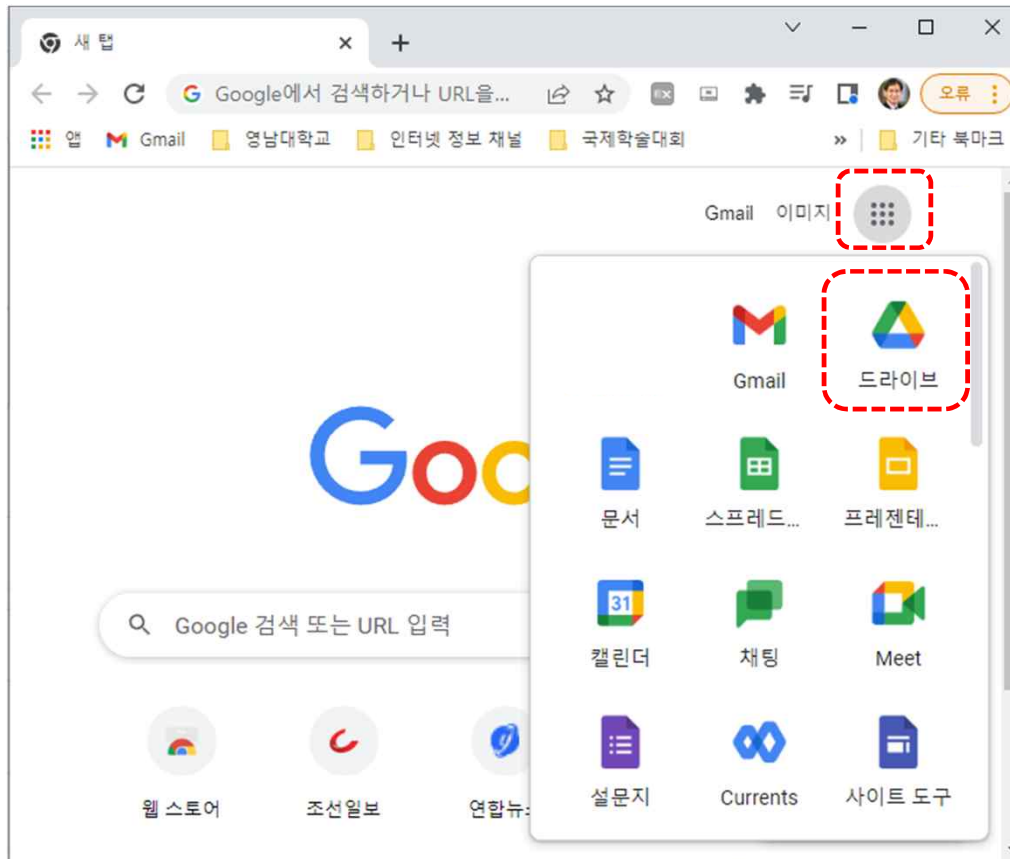 새 탭
Google에서 검색하거나 URL을...
EX
오류
앱 Gmail 영남대학교 인터넷 정보 채널 국제학술대회 » 기타 북마크
Gmail 이미지
Gmail 드라이브
Goo
문서 스프레드... 프레젠테...
Google 검색 또는 URL 입력
31
캘린더 채팅 Meet
설문지 Currents 사이트 도구
웹 스토어 조선일보 연합뉴